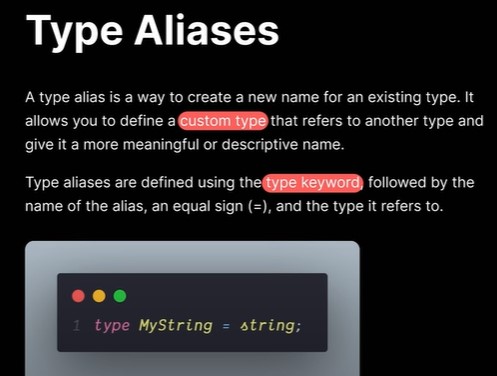 Type Aliases
A type alias is a way to create a new name for an existing type. It
allows you to define a custom type that refers to another type and
give it a more meaningful or descriptive name.
Type aliases are defined using the type keyword, followed by the
name of the alias, an equal sign (=), and the type it refers to.
1 type MyString = string;